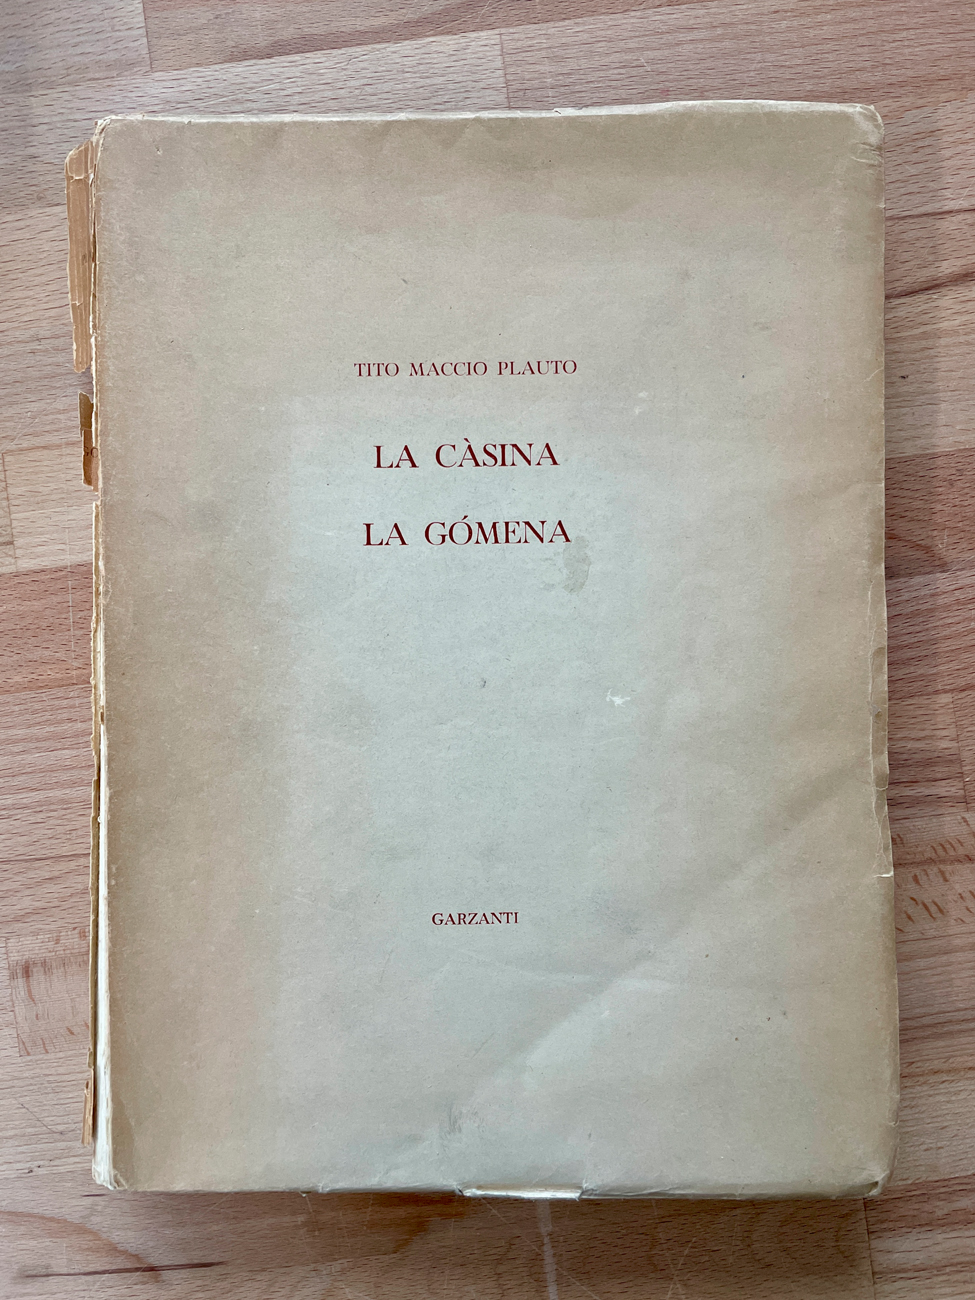 TITO MACCIO PLAUTO
LA CÀSINA
LA GÓMENA
GARZANTI